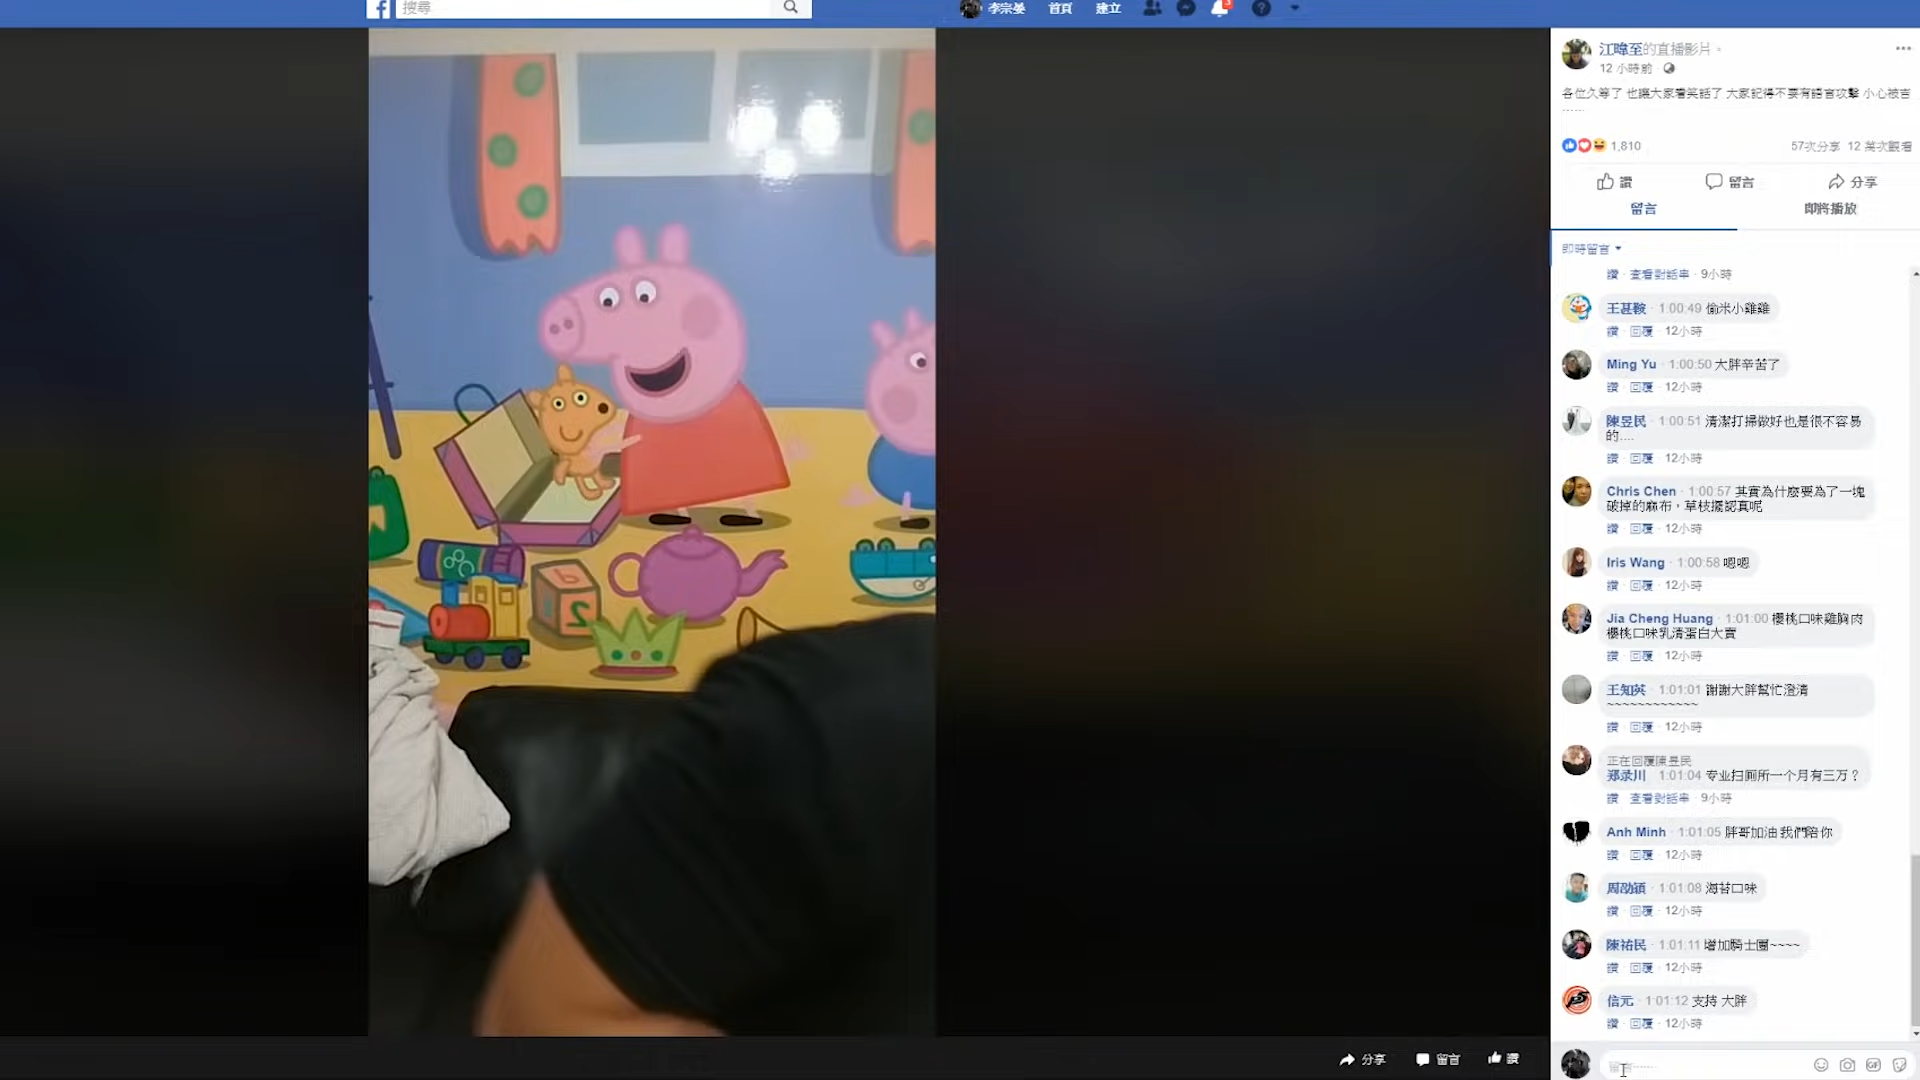 搜尋
李宗晏 首頁 建立
3
江暐至的直播影片。
12 小時前
各位久等了 也讓大家看笑話了 大家記得不要有語言攻擊 小心被吉
......
1,810
57次分享 12 萬次觀看
讚 留言 分享
留言 即將播放
即時留言
讚 · 查看對話串 · 9小時
王甚鞍 · 1:00:49 偷米小雞雞
讚 · 回覆 · 12小時
Ming Yu · 1:00:50 大胖辛苦了
讚 · 回覆 · 12小時
陳昱民 · 1:00:51 清潔打掃做好也是很不容易
的....
讚 · 回覆 · 12小時
Chris Chen · 1:00:57 其實為什麼要為了一塊
破掉的麻布，草枝擺認真呢
讚 · 回覆 · 12小時
Iris Wang · 1:00:58 嗯嗯
讚 · 回覆 · 12小時
Jia Cheng Huang · 1:01:00 櫻桃口味雞胸肉
櫻桃口味乳清蛋白大賣
讚 · 回覆 · 12小時
王知英 · 1:01:01 謝謝大胖幫忙澄清
~~~~~~~~~~~~~
讚 · 回覆 · 12小時
正在回覆陳昱民
郑录川 · 1:01:04 专业扫厕所一个月有三万？
讚 · 查看對話串 · 9小時
Anh Minh · 1:01:05 胖哥加油 我們陪你
讚 · 回覆 · 12小時
周劭穎 · 1:01:08 海苔口味
讚 · 回覆 · 12小時
陳祐民 · 1:01:11 增加騎士團~~~~
讚 · 回覆 · 12小時
信元 · 1:01:12 支持 大胖
讚 · 回覆 · 12小時
分享 留言 讚
GIF